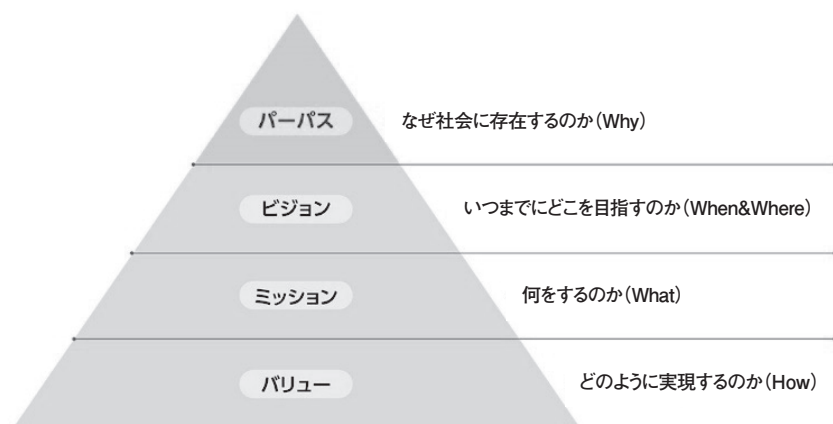 パーパス なぜ社会に存在するのか(Why)
ビジョン いつまでにどこを目指すのか(When&Where)
ミッション 何をするのか(What)
バリュー どのように実現するのか(How)